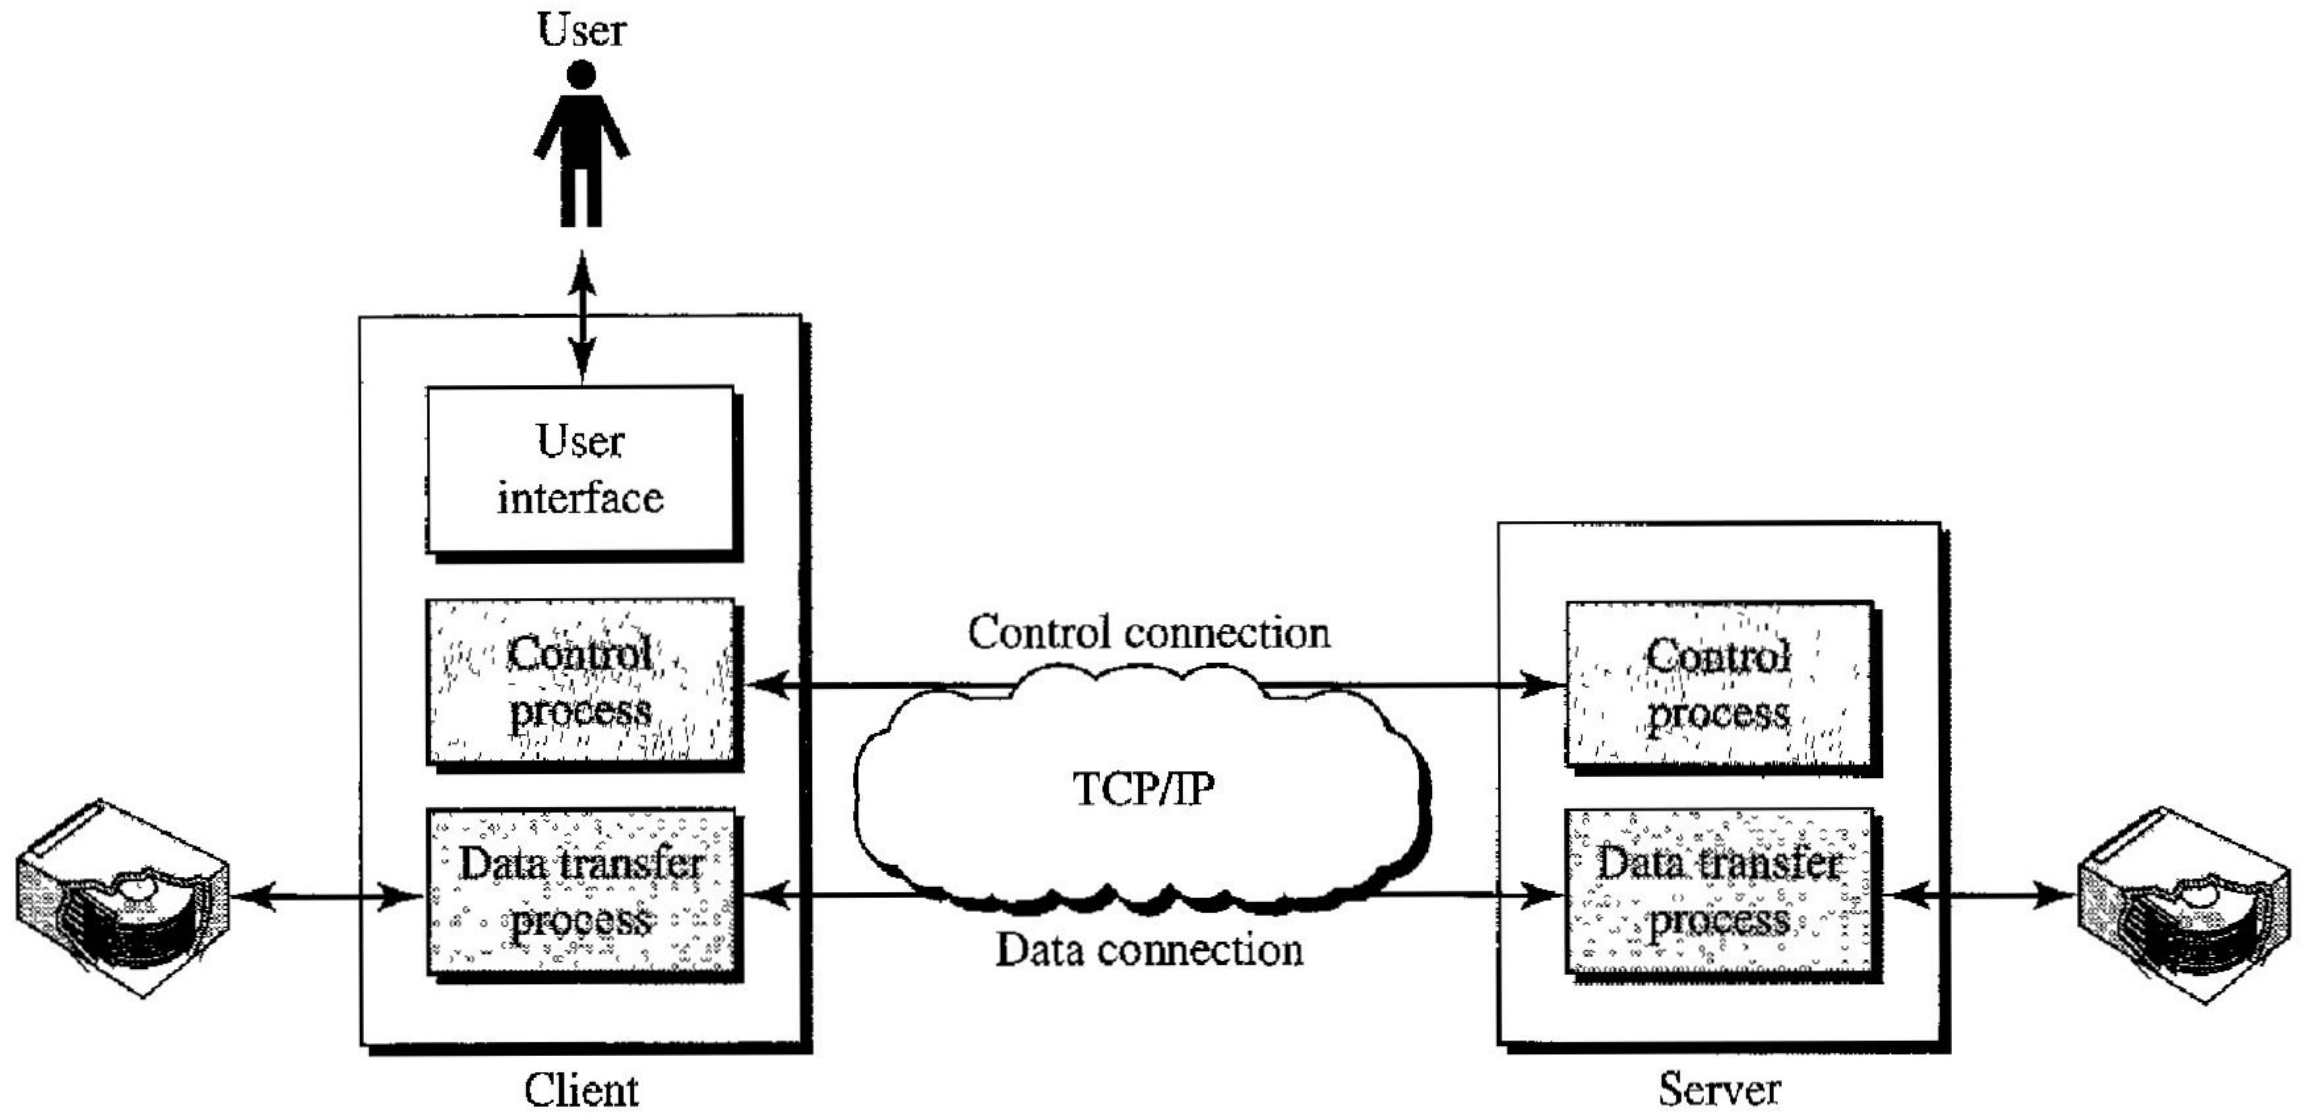 User
User
interface
Control
process
Data transfer
process
Client
Control connection
TCP/IP
Data connection
Control
process
Data transfer
process
Server